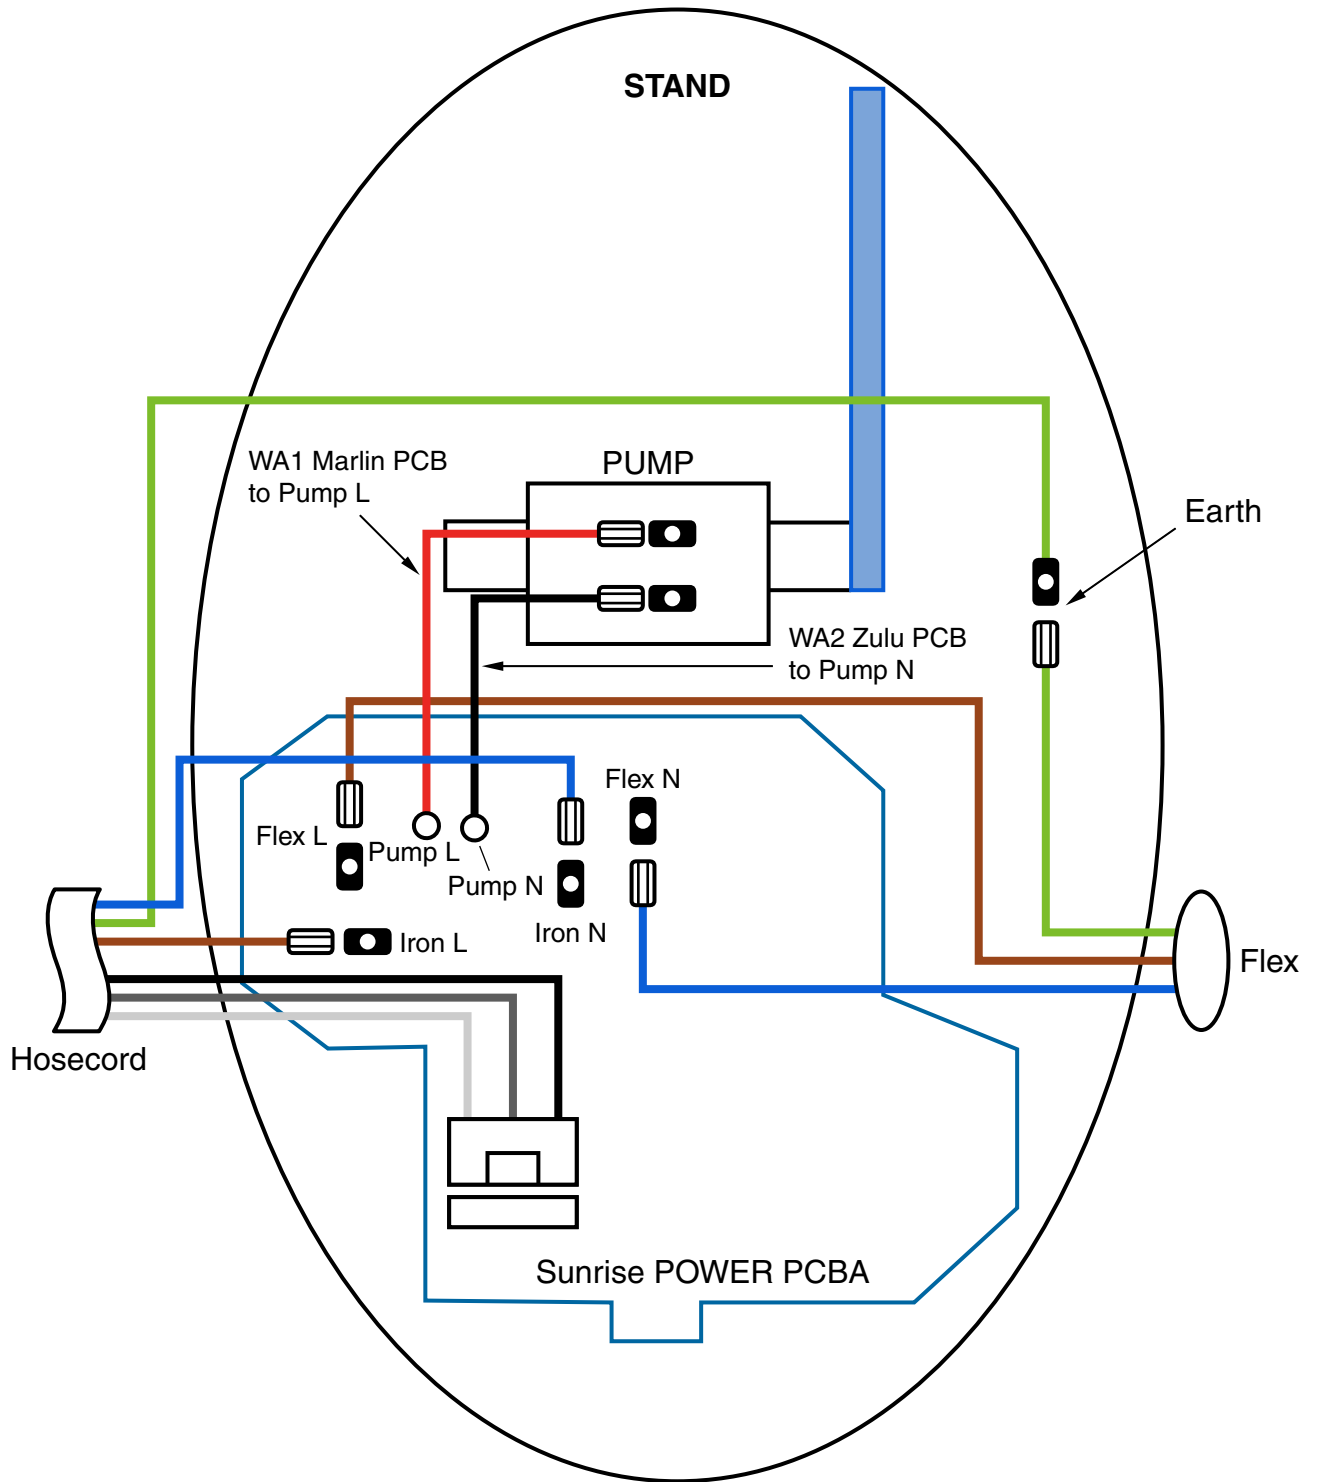 STAND
WA1 Marlin PCB
to Pump L
PUMP
Earth
WA2 Zulu PCB
to Pump N
Flex N
Flex L
Pump L
Pump N
Iron N
Iron L
Flex
Hosecord
Sunrise POWER PCBA